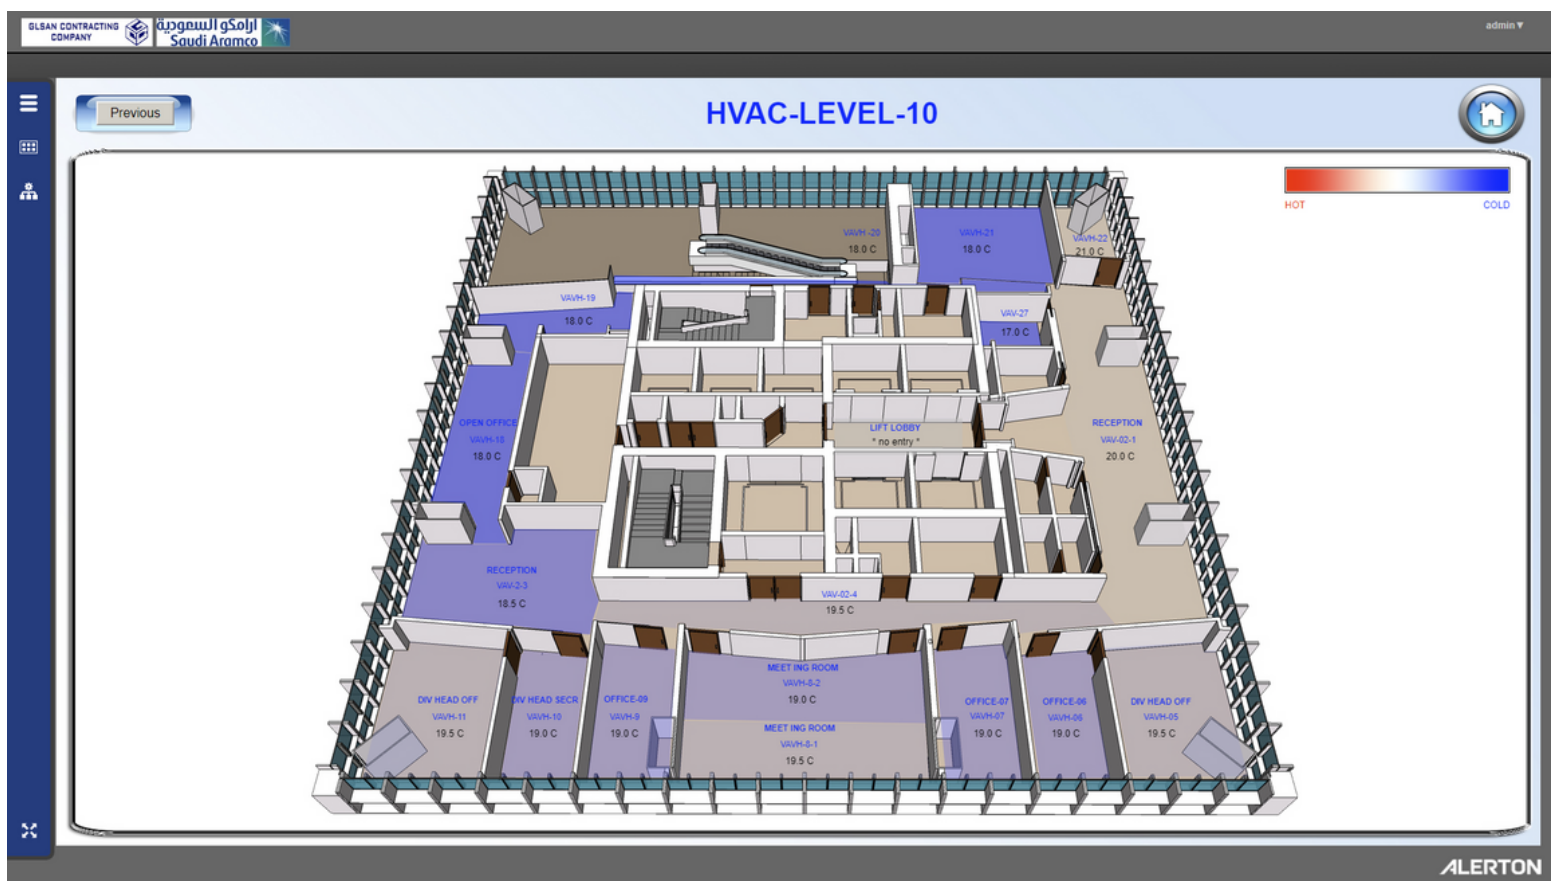 GLSAN CONTRACTING
COMPANY
ارامكو السعودية
Saudi Aramco
admin ▾
Previous
HVAC-LEVEL-10
HOT
COLD
VAVH -20
18.0 C
VAVH-21
18.0 C
VAVH-22
21.0 C
VAVH-19
18.0 C
VAV-27
17.0 C
OPEN OFFICE
VAVH-18
18.0 C
LIFT LOBBY
* no entry *
RECEPTION
VAV-02-1
20.0 C
RECEPTION
VAV-2-3
18.5 C
VAV-02-4
19.5 C
DIV HEAD OFF
VAVH-11
19.5 C
DIV HEAD SECR
VAVH-10
19.0 C
OFFICE-09
VAVH-9
19.0 C
MEET ING ROOM
VAVH-8-2
19.0 C
MEET ING ROOM
VAVH-8-1
19.5 C
OFFICE-07
VAVH-07
19.0 C
OFFICE-06
VAVH-06
19.0 C
DIV HEAD OFF
VAVH-05
19.5 C
ALERTON